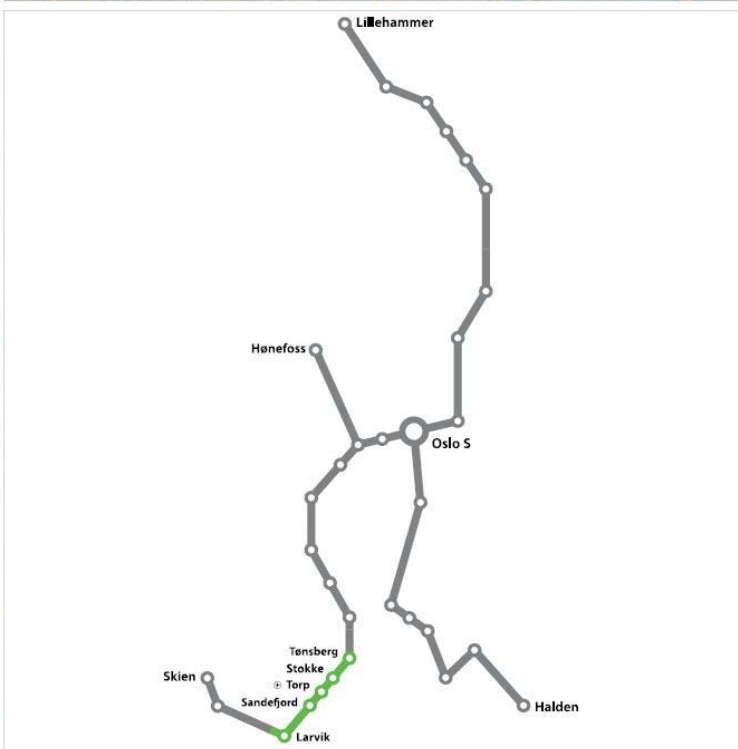 Lillehammer
Hønefoss
Oslo S
Tønsberg
Stokke
Torp
Sandefjord
Larvik
Skien
Halden